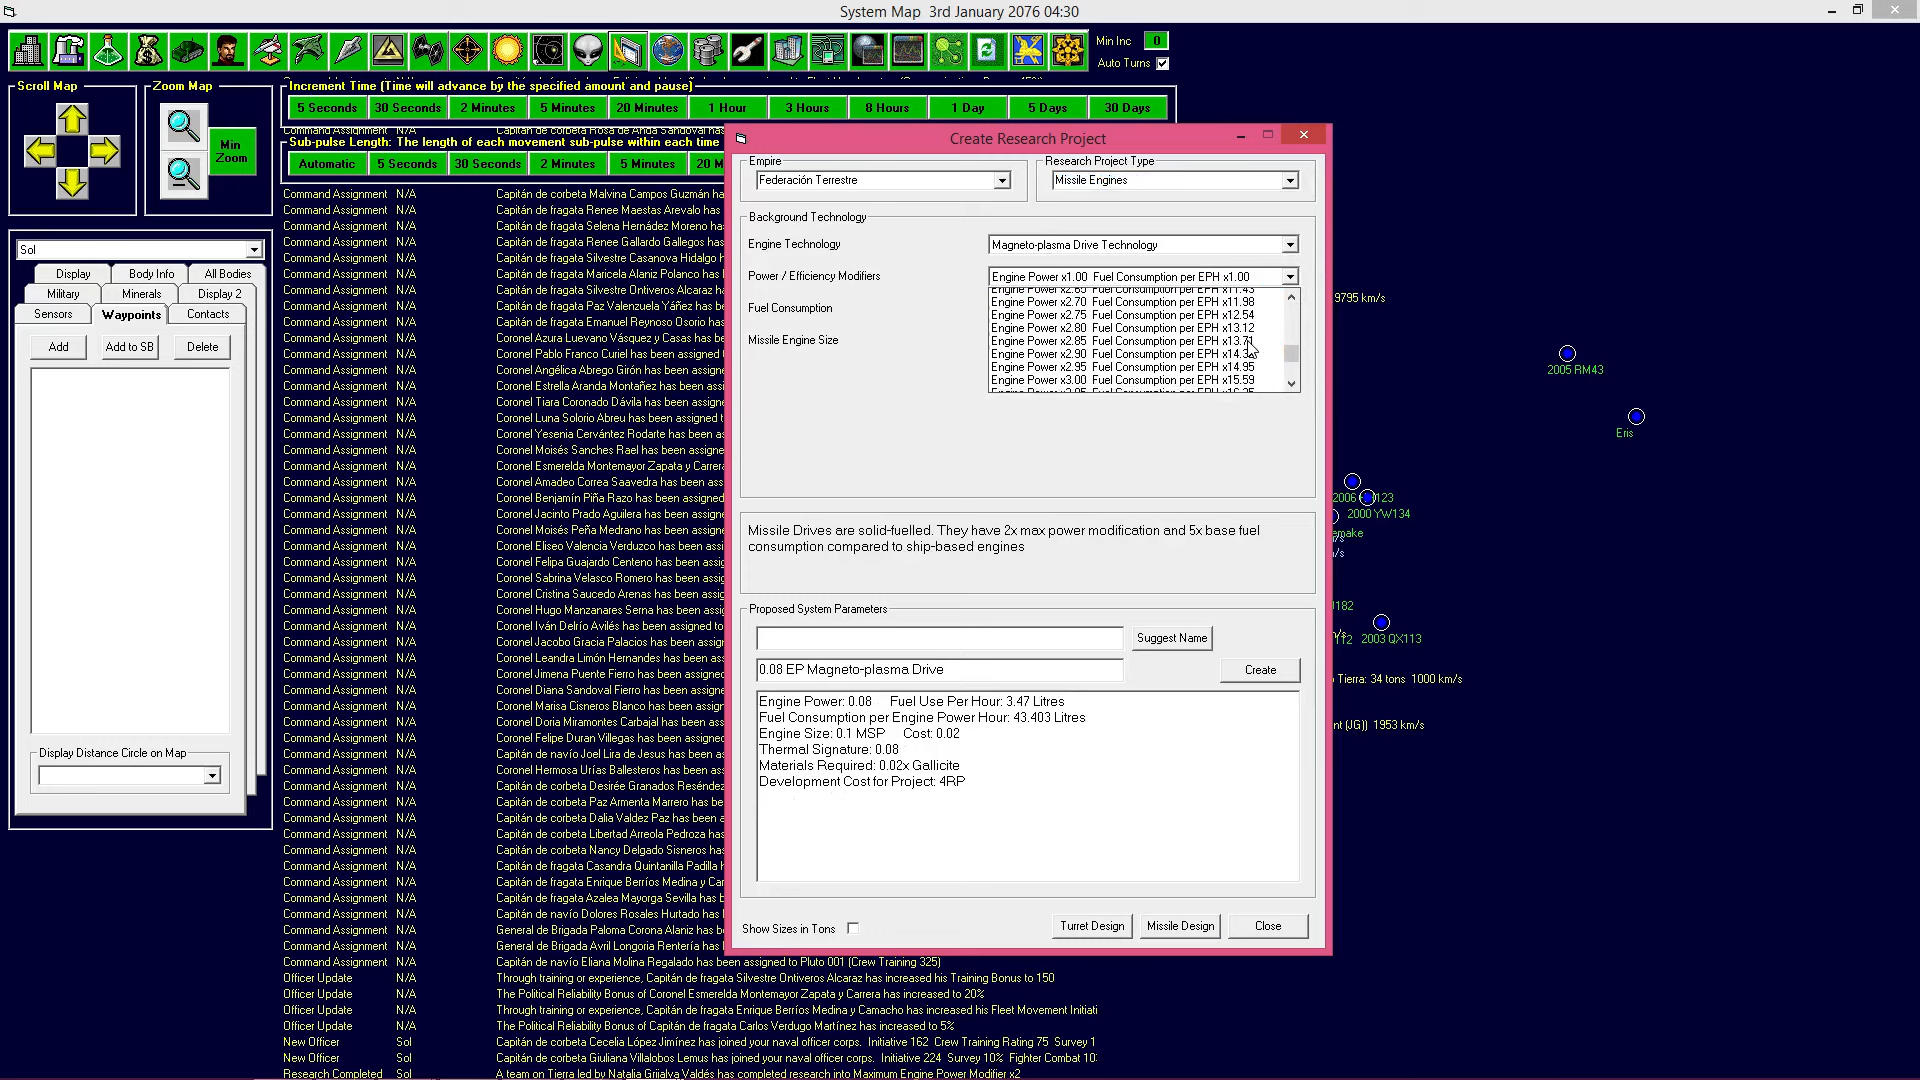 System Map 3rd January 2076 04:30
Min Inc 0
Auto Turns
Scroll Map
Zoom Map
Min Zoom
Increment Time (Time will advance by the specified amount and pause)
5 Seconds 30 Seconds 2 Minutes 5 Minutes 20 Minutes 1 Hour 3 Hours 8 Hours 1 Day 5 Days 30 Days
Command Assignment N/A Capitán de corbeta Rosa de Anda Sandoval has
Sub-pulse Length: The length of each movement sub-pulse within each time
Automatic 5 Seconds 30 Seconds 2 Minutes 5 Minutes 20 M
Sol
Display Body Info All Bodies
Military Minerals Display 2
Sensors Waypoints Contacts
Add Add to SB Delete
Display Distance Circle on Map
Command Assignment N/A Capitán de corbeta Malvina Campos Guzmán ha
Command Assignment N/A Capitán de fragata Renee Maestas Arevalo has
Command Assignment N/A Capitán de fragata Selena Hernádez Moreno ha
Command Assignment N/A Capitán de fragata Renee Gallardo Gallegos ha
Command Assignment N/A Capitán de fragata Silvestre Casanova Hidalgo
Command Assignment N/A Capitán de fragata Maricela Alaniz Polanco has
Command Assignment N/A Capitán de fragata Silvestre Ontiveros Alcaraz
Command Assignment N/A Capitán de fragata Paz Valenzuela Yáñez has
Command Assignment N/A Capitán de fragata Emanuel Reynoso Osorio has
Command Assignment N/A Coronel Azura Luevano Vásquez y Casas has b
Command Assignment N/A Coronel Pablo Franco Curiel has been assigned
Command Assignment N/A Coronel Angélica Abrego Girón has been assig
Command Assignment N/A Coronel Estrella Aranda Montañez has been as
Command Assignment N/A Coronel Tiara Coronado Dávila has been assign
Command Assignment N/A Coronel Luna Solorio Abreu has been assigned t
Command Assignment N/A Coronel Yesenia Cervántez Rodarte has been a
Command Assignment N/A Coronel Moisés Sanches Rael has been assign
Command Assignment N/A Coronel Esmerelda Montemayor Zapata y Carrera
Command Assignment N/A Coronel Amadeo Correa Saavedra has been ass
Command Assignment N/A Coronel Benjamín Piña Razo has been assigned
Command Assignment N/A Coronel Jacinto Prado Aguilera has been assign
Command Assignment N/A Coronel Moisés Peña Medrano has been assign
Command Assignment N/A Coronel Eliseo Valencia Verduzco has been ass
Command Assignment N/A Coronel Felipa Guajardo Centeno has been ass
Command Assignment N/A Coronel Sabrina Velasco Romero has been ass
Command Assignment N/A Coronel Cristina Saucedo Arenas has been ass
Command Assignment N/A Coronel Hugo Manzanares Serna has been assi
Command Assignment N/A Coronel Iván Delrío Avilés has been assigned to
Command Assignment N/A Coronel Jacobo Gracia Palacios has been assig
Command Assignment N/A Coronel Leandra Limón Hernandes has been as
Command Assignment N/A Coronel Jimena Puente Fierro has been assigne
Command Assignment N/A Coronel Diana Sandoval Fierro has been assign
Command Assignment N/A Coronel Marisa Cisneros Blanco has been assig
Command Assignment N/A Coronel Doria Miramontes Carbajal has been as
Command Assignment N/A Coronel Felipe Duran Villegas has been assigne
Command Assignment N/A Capitán de navío Joel Lira de Jesus has been a
Command Assignment N/A Coronel Hermosa Urías Ballesteros has been as
Command Assignment N/A Capitán de corbeta Desirée Granados Reséndez
Command Assignment N/A Capitán de corbeta Paz Armenta Marrero has be
Command Assignment N/A Capitán de corbeta Dalia Valdez Paz has been a
Command Assignment N/A Capitán de corbeta Libertad Arreola Pedroza has
Command Assignment N/A Capitán de corbeta Nancy Delgado Sisneros has
Command Assignment N/A Capitán de fragata Casandra Quintanilla Padilla h
Command Assignment N/A Capitán de fragata Enrique Berríos Medina y Car
Command Assignment N/A Capitán de fragata Azalea Mayorga Sevilla has b
Command Assignment N/A Capitán de navío Dolores Rosales Hurtado has
Command Assignment N/A General de Brigada Paloma Corona Alaniz has b
Command Assignment N/A General de Brigada Avril Longoria Rentería has b
Command Assignment N/A Capitán de navío Eliana Molina Regalado has been assigned to Pluto 001 (Crew Training 325)
Officer Update N/A Through training or experience, Capitán de fragata Silvestre Ontiveros Alcaraz has increased his Training Bonus to 150
Officer Update N/A The Political Reliability Bonus of Coronel Esmerelda Montemayor Zapata y Carrera has increased to 20%
Officer Update N/A Through training or experience, Capitán de fragata Enrique Berríos Medina y Camacho has increased his Fleet Movement Initiati
Officer Update N/A The Political Reliability Bonus of Capitán de fragata Carlos Verdugo Martínez has increased to 5%
New Officer Sol Capitán de corbeta Cecelia López Jimínez has joined your naval officer corps. Initiative 162 Crew Training Rating 75 Survey 1
New Officer Sol Capitán de corbeta Giuliana Villalobos Lemus has joined your naval officer corps. Initiative 224 Survey 10% Fighter Combat 10
Research Completed Sol A team on Tierra led by Natalia Grijalva Valdés has completed research into Maximum Engine Power Modifier x2
Create Research Project
Empire
Federación Terrestre
Research Project Type
Missile Engines
Background Technology
Engine Technology Magneto-plasma Drive Technology
Power / Efficiency Modifiers Engine Power x1.00 Fuel Consumption per EPH x1.00
Engine Power x2.65 Fuel Consumption per EPH x11.43
Engine Power x2.70 Fuel Consumption per EPH x11.98
Fuel Consumption
Engine Power x2.75 Fuel Consumption per EPH x12.54
Engine Power x2.80 Fuel Consumption per EPH x13.12
Missile Engine Size
Engine Power x2.85 Fuel Consumption per EPH x13.71
Engine Power x2.90 Fuel Consumption per EPH
Engine Power x2.95 Fuel Consumption per EPH x14.95
Engine Power x3.00 Fuel Consumption per EPH x15.59
Missile Drives are solid-fuelled. They have 2x max power modification and 5x base fuel
consumption compared to ship-based engines
Proposed System Parameters
Suggest Name
0.08 EP Magneto-plasma Drive
Create
Engine Power: 0.08 Fuel Use Per Hour: 3.47 Litres
Fuel Consumption per Engine Power Hour: 43.403 Litres
Engine Size: 0.1 MSP Cost: 0.02
Thermal Signature: 0.08
Materials Required: 0.02x Gallicite
Development Cost for Project: 4RP
Show Sizes in Tons
Turret Design Missile Design Close
9795 km/s
2005 RM43
Eris
2000 YW134
2003 QX113
Tierra: 34 tons 1000 km/s
1953 km/s